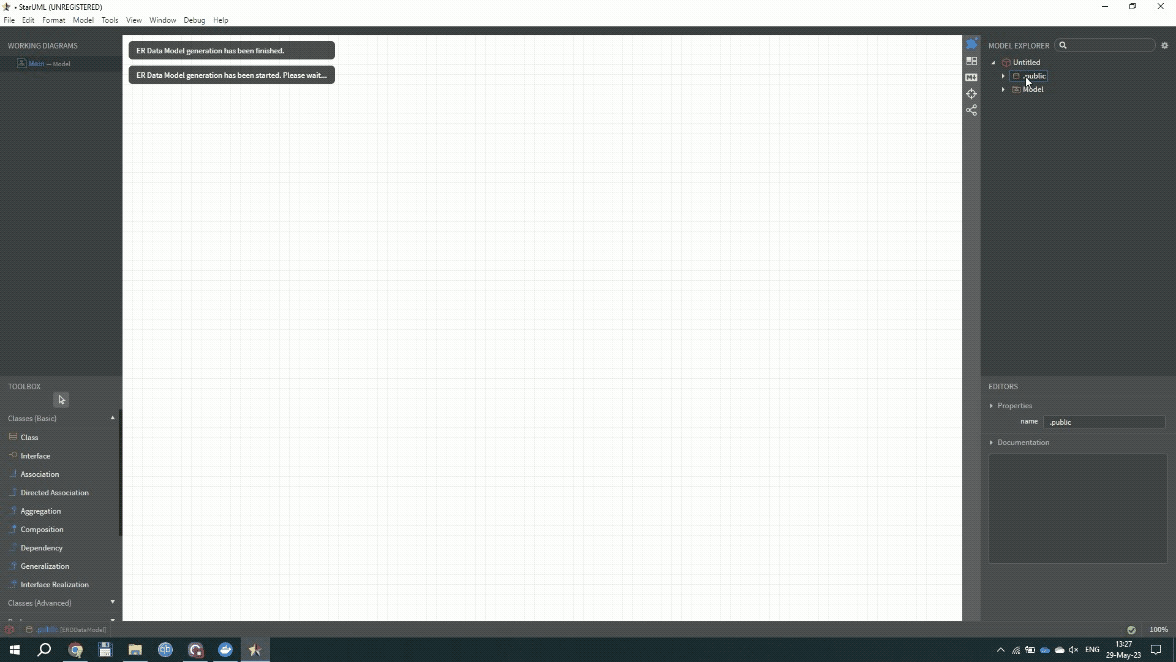 • StarUML (UNREGISTERED)
File Edit Format Model Tools View Window Debug Help
WORKING DIAGRAMS
Main — Model
ER Data Model generation has been finished.
ER Data Model generation has been started. Please wait...
MODEL EXPLORER
Untitled
.public
Model
TOOLBOX
Classes (Basic)
Class
Interface
Association
Directed Association
Aggregation
Composition
Dependency
Generalization
Interface Realization
Classes (Advanced)
EDITORS
Properties
name .public
Documentation
.public [ERDDataModel]
100%
ENG
13:27
29-May-23